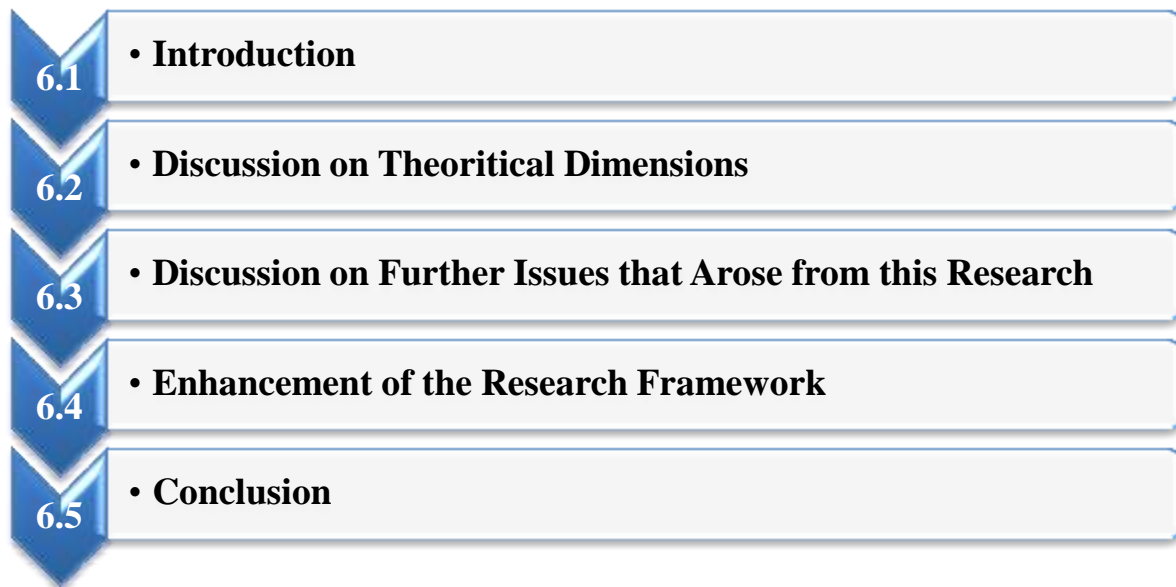 6.1 • Introduction
6.2 • Discussion on Theoritical Dimensions
6.3 • Discussion on Further Issues that Arose from this Research
6.4 • Enhancement of the Research Framework
6.5 • Conclusion